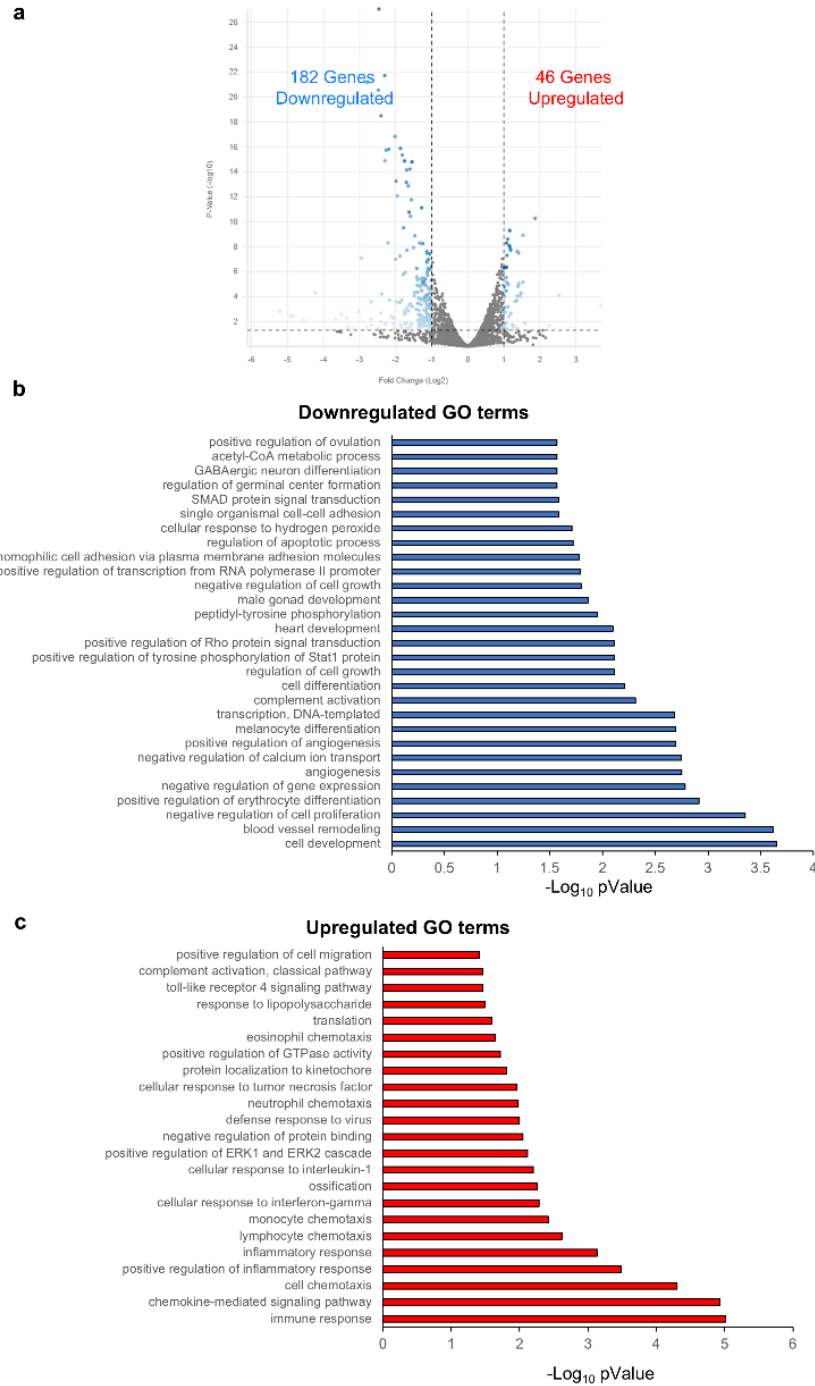 a
26
24
22
20
18
16
14
12
10
8
6
4
2
P-Value (-log10)
182 Genes
Downregulated
46 Genes
Upregulated
-6 -5 -4 -3 -2 -1 0 1 2 3
Fold Change (Log2)
b
Downregulated GO terms
positive regulation of ovulation
acetyl-CoA metabolic process
GABAergic neuron differentiation
regulation of germinal center formation
SMAD protein signal transduction
single organismal cell-cell adhesion
cellular response to hydrogen peroxide
regulation of apoptotic process
homophilic cell adhesion via plasma membrane adhesion molecules
positive regulation of transcription from RNA polymerase II promoter
negative regulation of cell growth
male gonad development
peptidyl-tyrosine phosphorylation
heart development
positive regulation of Rho protein signal transduction
positive regulation of tyrosine phosphorylation of Stat1 protein
regulation of cell growth
cell differentiation
complement activation
transcription, DNA-templated
melanocyte differentiation
positive regulation of angiogenesis
negative regulation of calcium ion transport
angiogenesis
negative regulation of gene expression
positive regulation of erythrocyte differentiation
negative regulation of cell proliferation
blood vessel remodeling
cell development
0 0.5 1 1.5 2 2.5 3 3.5 4
-Log10 pValue
c
Upregulated GO terms
positive regulation of cell migration
complement activation, classical pathway
toll-like receptor 4 signaling pathway
response to lipopolysaccharide
translation
eosinophil chemotaxis
positive regulation of GTPase activity
protein localization to kinetochore
cellular response to tumor necrosis factor
neutrophil chemotaxis
defense response to virus
negative regulation of protein binding
positive regulation of ERK1 and ERK2 cascade
cellular response to interleukin-1
ossification
cellular response to interferon-gamma
monocyte chemotaxis
lymphocyte chemotaxis
inflammatory response
positive regulation of inflammatory response
cell chemotaxis
chemokine-mediated signaling pathway
immune response
0 1 2 3 4 5 6
-Log10 pValue